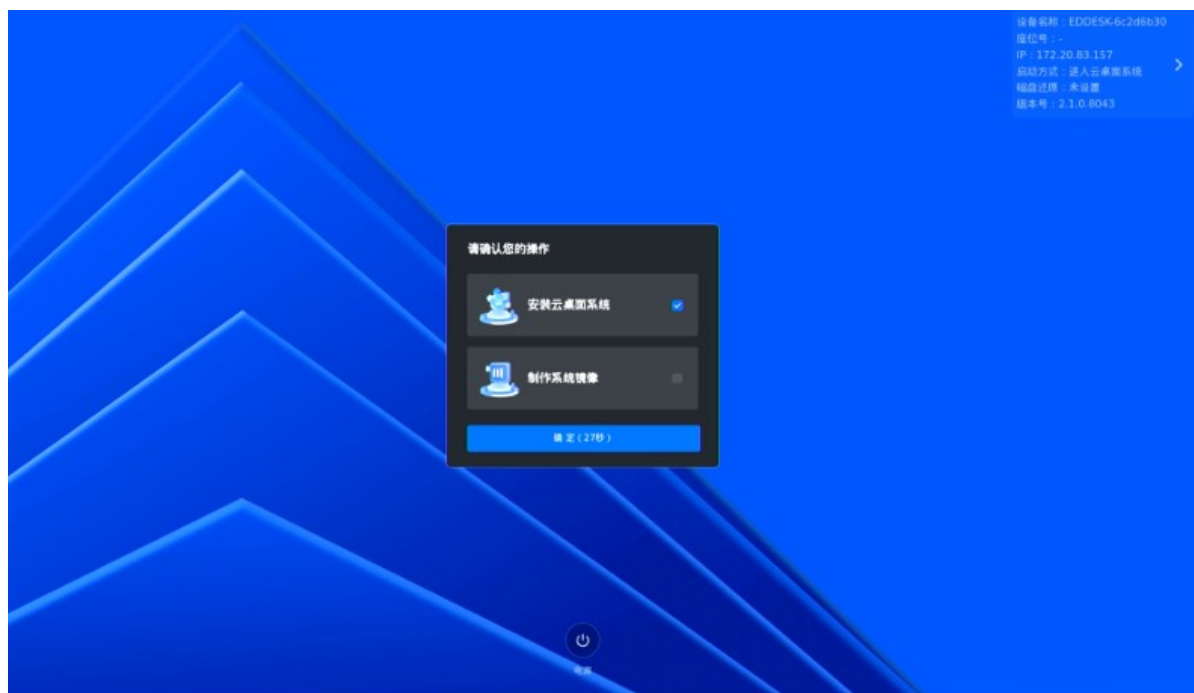 设备名称：EDDESK-6c2d6b30
座位号：-
IP：172.20.83.157
启动方式：进入云桌面系统
磁盘还原：未设置
版本号：2.1.0.8043
请确认您的操作
安装云桌面系统
制作系统镜像
确 定 ( 27秒 )
电源